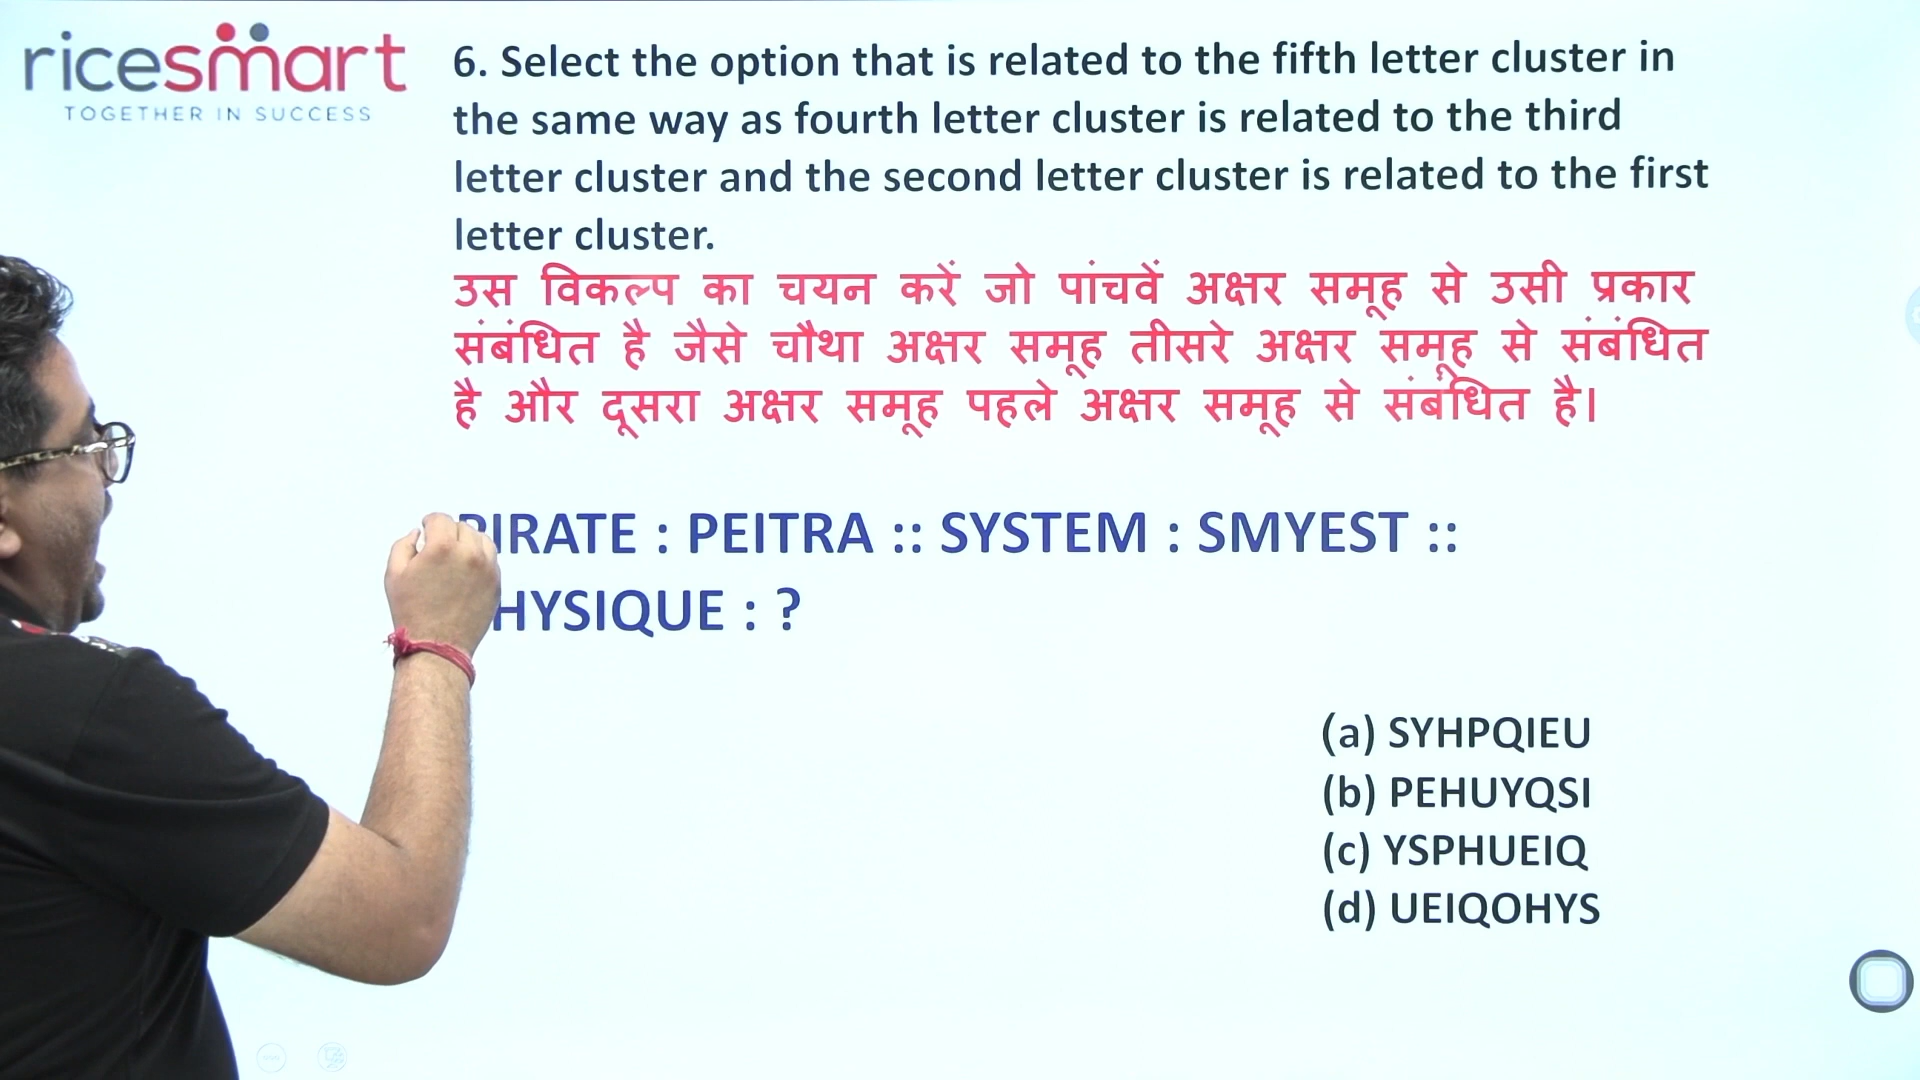 ricesmart
TOGETHER IN SUCCESS
6. Select the option that is related to the fifth letter cluster in
the same way as fourth letter cluster is related to the third
letter cluster and the second letter cluster is related to the first
letter cluster.
उस विकल्प का चयन करें जो पांचवें अक्षर समूह से उसी प्रकार
संबंधित है जैसे चौथा अक्षर समूह तीसरे अक्षर समूह से संबंधित
है और दूसरा अक्षर समूह पहले अक्षर समूह से संबंधित है।
PIRATE : PEITRA :: SYSTEM : SMYEST ::
HYSIQUE : ?
(a) SYHPQIEU
(b) PEHUYQSI
(c) YSPHUEIQ
(d) UEIQOHYS